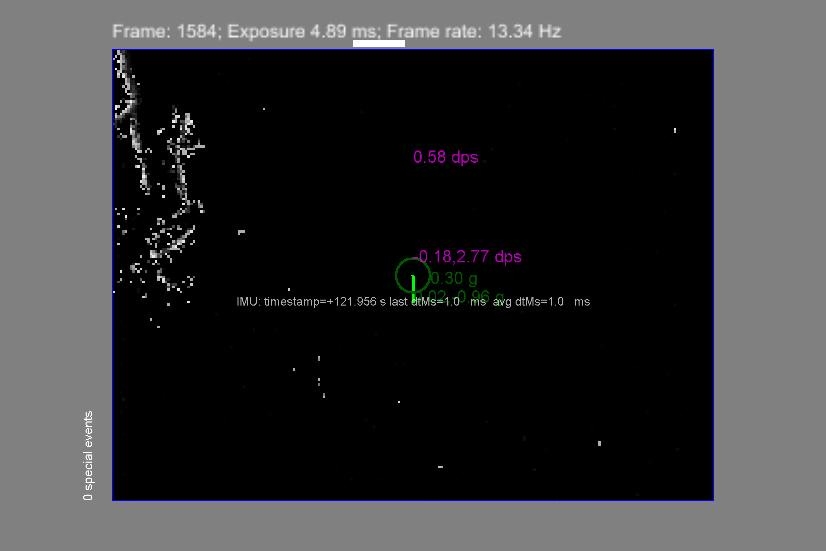 Frame: 1584; Exposure 4.89 ms; Frame rate: 13.34 Hz
0.58 dps
-0.18,2.77 dps
0.30 g
0.96 g
IMU: timestamp=+121.956 s last dtMs=1.0 ms avg dtMs=1.0 ms
0 special events